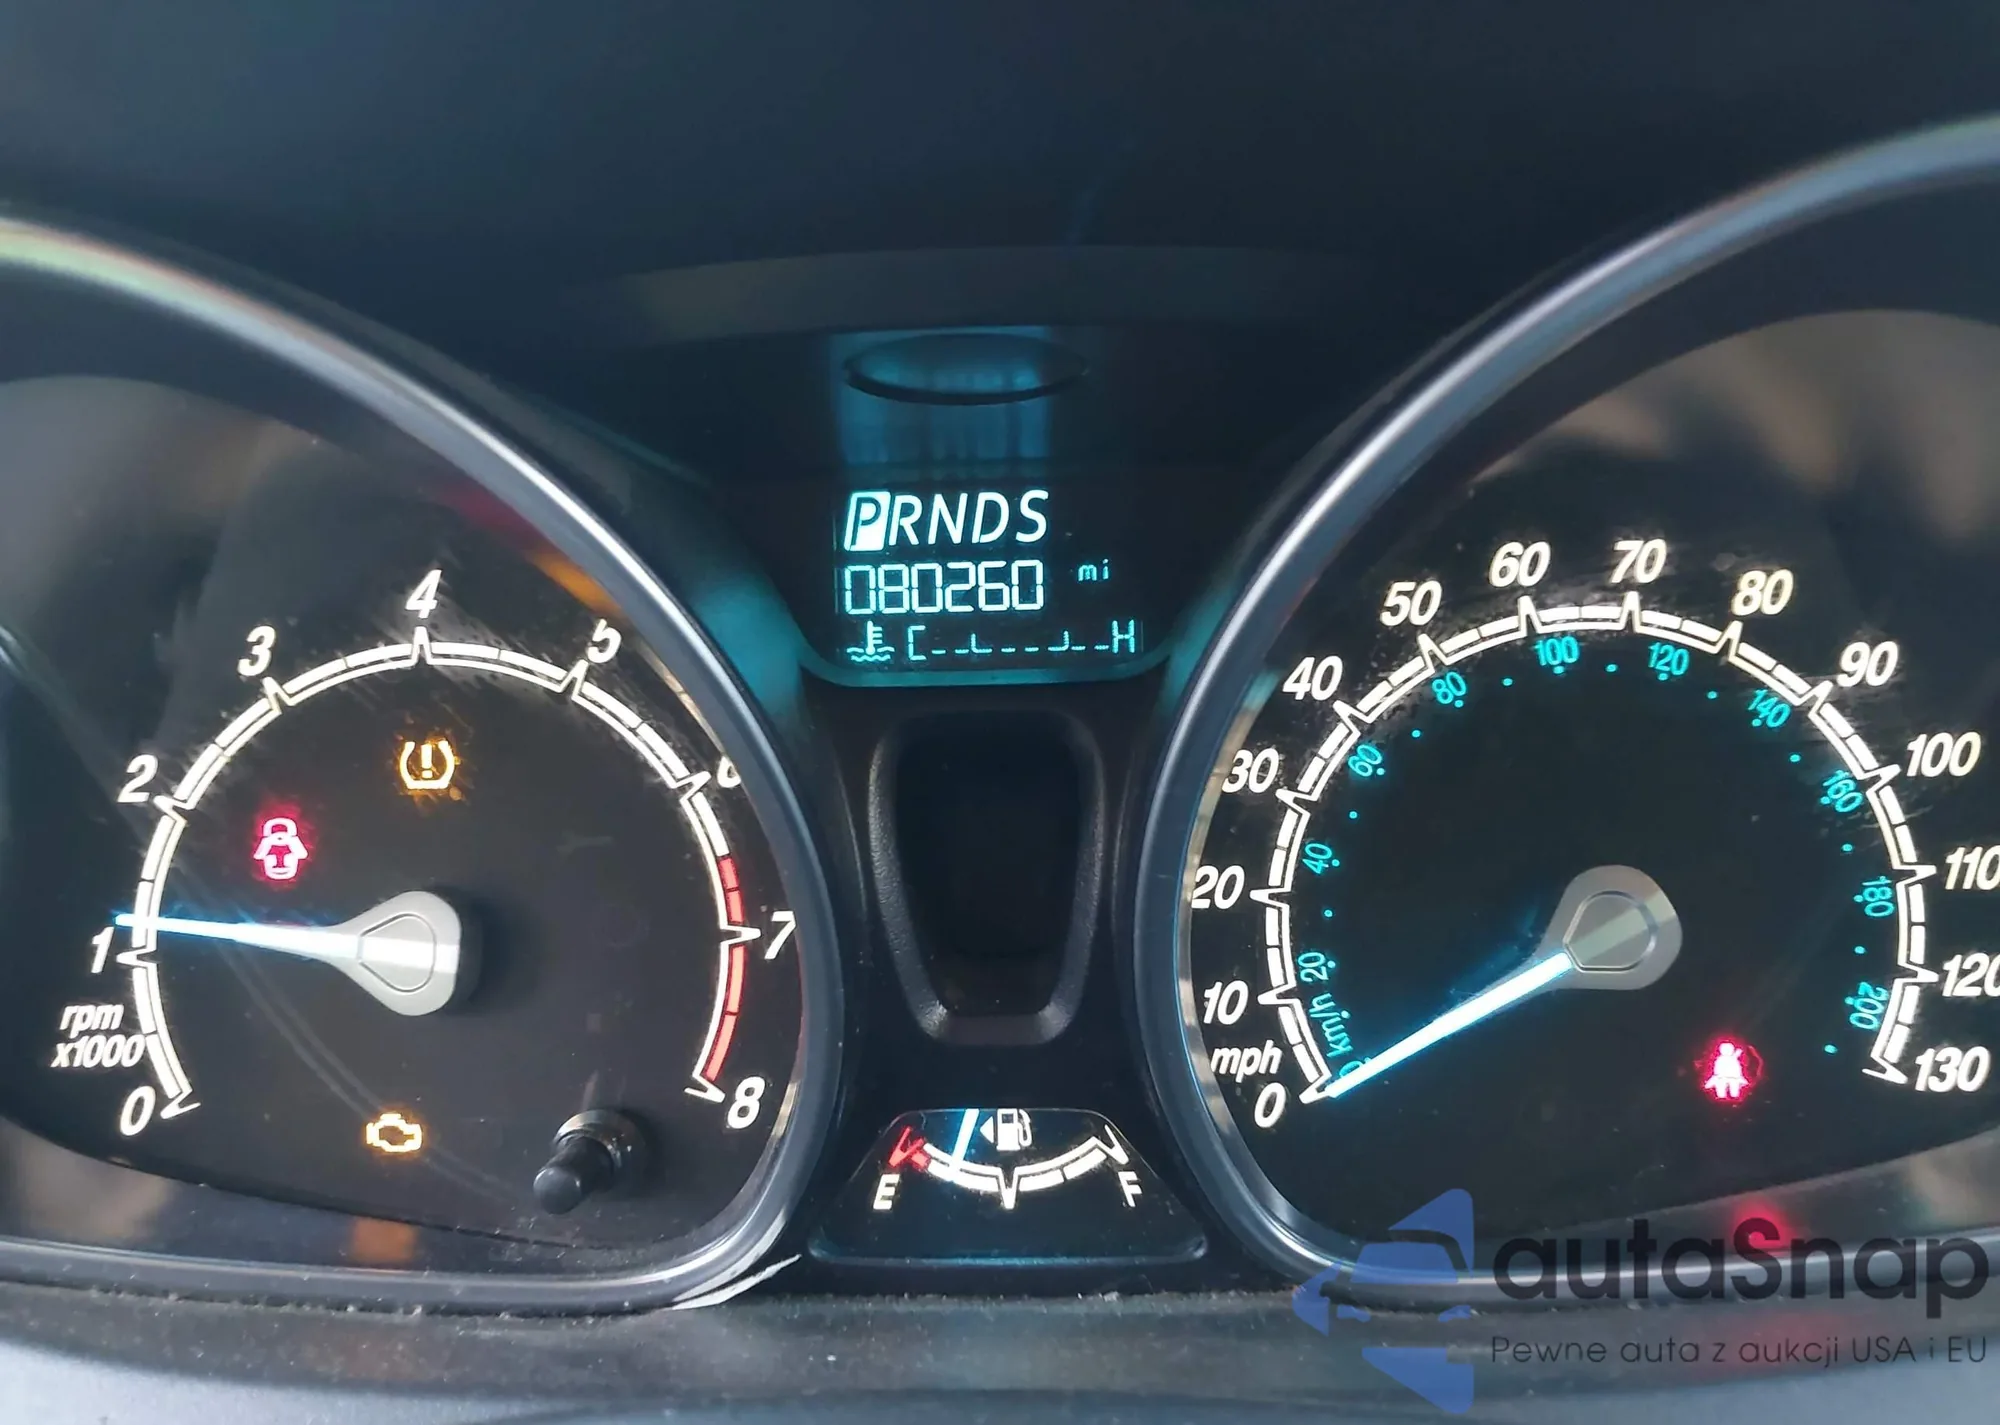 PRNDS
080260 mi
C H
0 1 2 3 4 5 6 7 8
rpm
x1000
0 10 20 30 40 50 60 70 80 90 100 110 120 130
mph
20 40 60 80 100 120 140 160 180 200
km/h
E F
autaSnap
Pewne auta z aukcji USA i EU